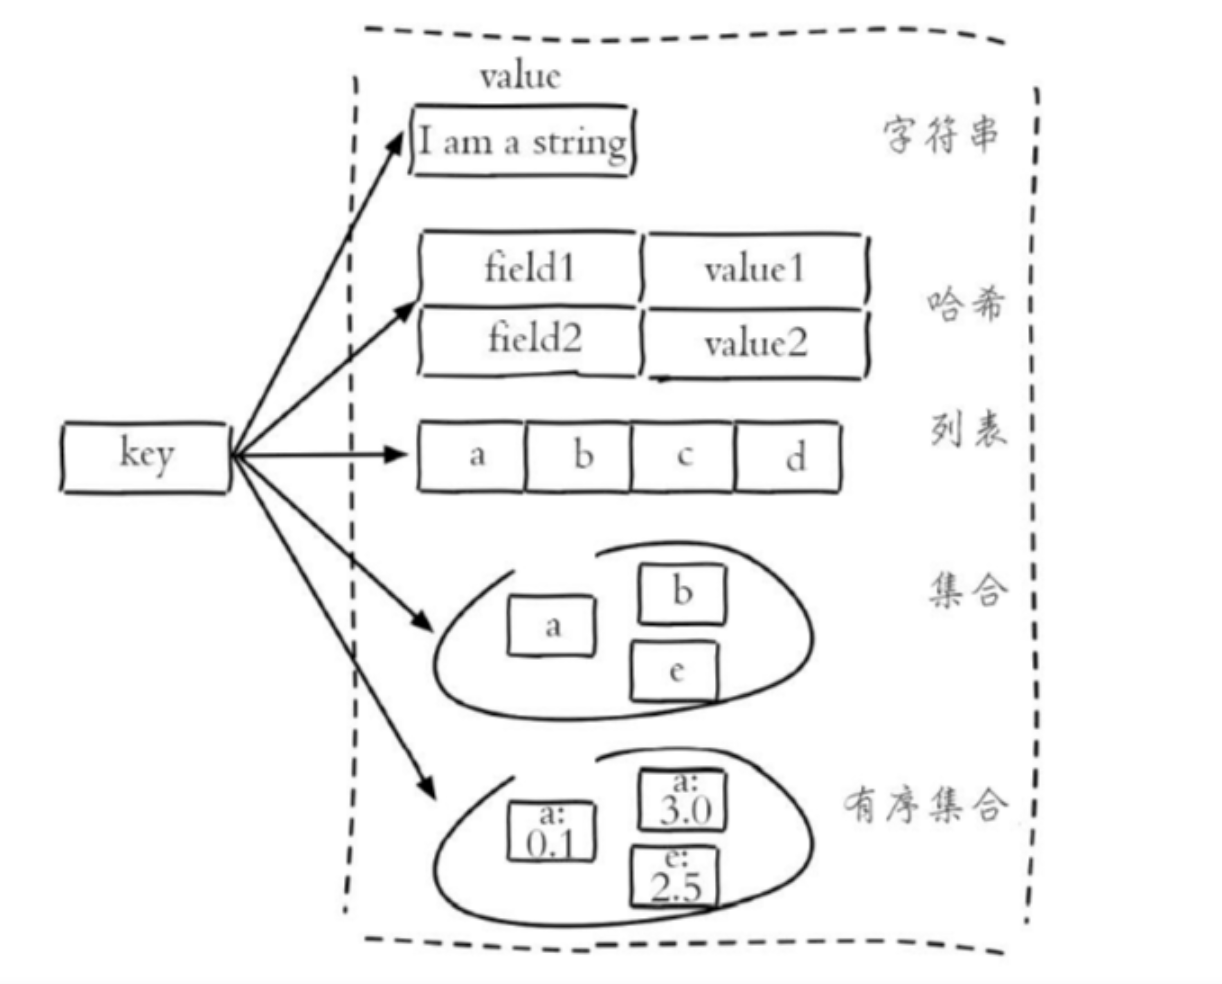 value
I am a string
字符串
field1 value1
哈希
field2 value2
列表
key
a b c d
集合
b
a
e
a:
3.0
有序集合
a:
0.1
e:
2.5